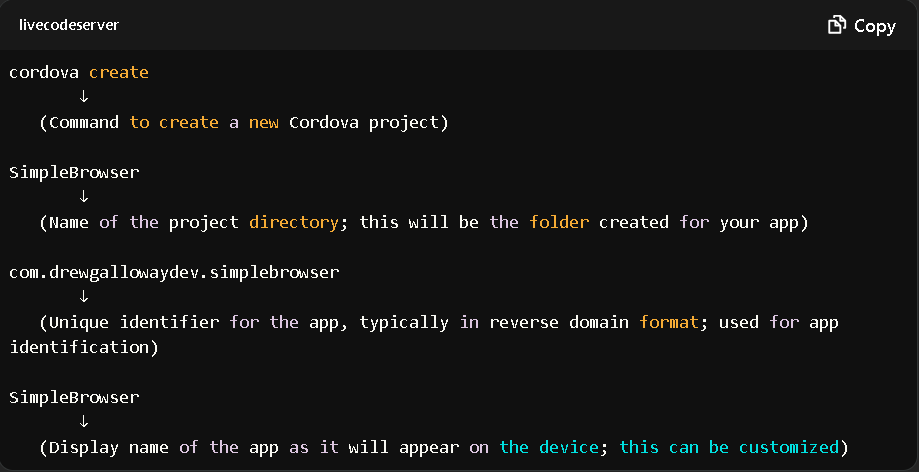 livecodeserver
Copy
cordova create
↓
(Command to create a new Cordova project)
SimpleBrowser
↓
(Name of the project directory; this will be the folder created for your app)
com.drewgallowaydev.simplebrowser
↓
(Unique identifier for the app, typically in reverse domain format; used for app
identification)
SimpleBrowser
↓
(Display name of the app as it will appear on the device; this can be customized)